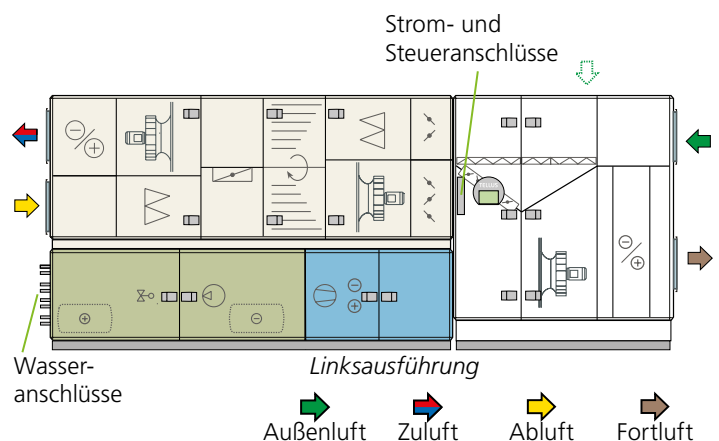 Strom- und
Steueranschlüsse
Wasser-
anschlüsse
Linksausführung
Außenluft Zuluft Abluft Fortluft